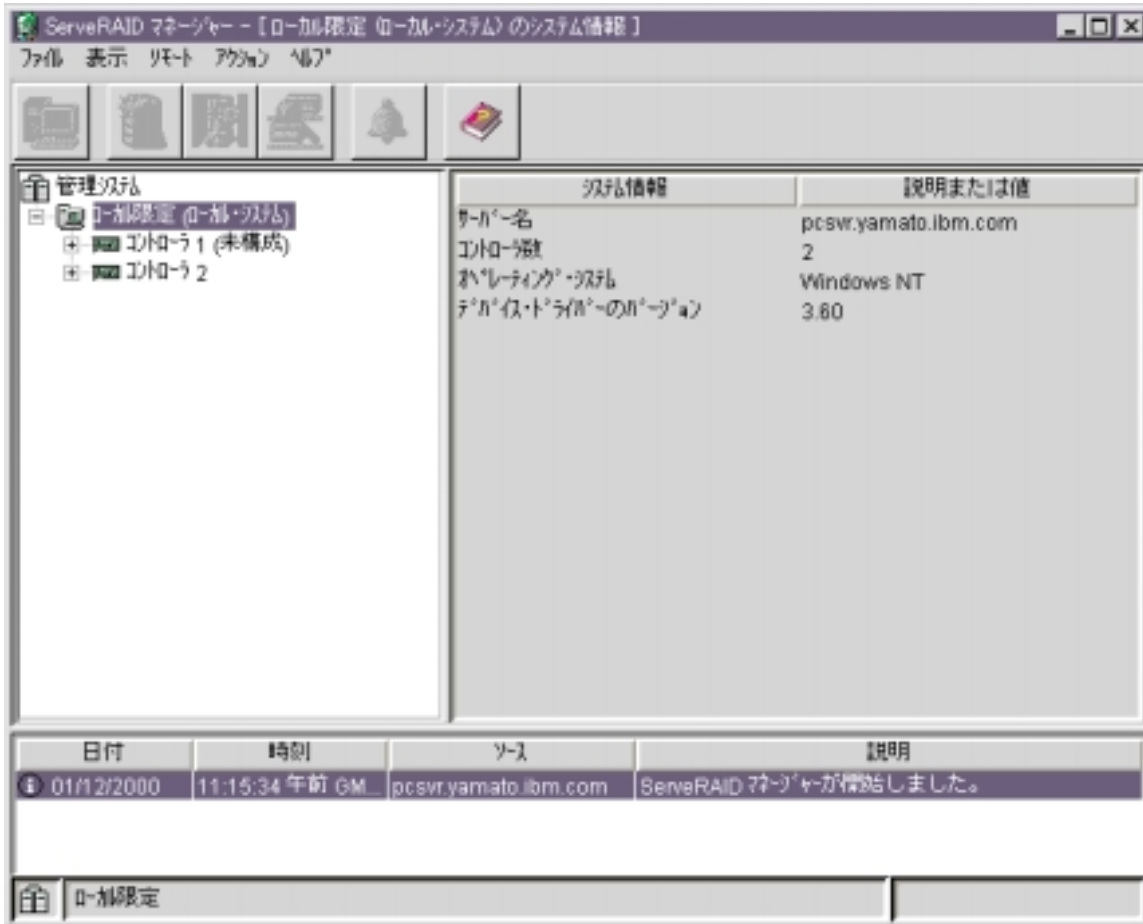 ServeRAID マネージャー - [ ローカル限定 (ローカル・システム) のシステム情報 ]
ファイル 表示 リモート アクション ヘルプ
管理システム
ローカル限定 (ローカル・システム)
コントローラ 1 (未構成)
コントローラ 2
システム情報 説明または値
サーバー名 pcsvr.yamato.ibm.com
コントローラ数 2
オペレーティング・システム Windows NT
デバイス・ドライバーのバージョン 3.60
日付 時刻 ソース 説明
01/12/2000 11:15:34 午前 GM... pcsvr.yamato.ibm.com ServeRAID マネージャーが開始しました。
ローカル限定